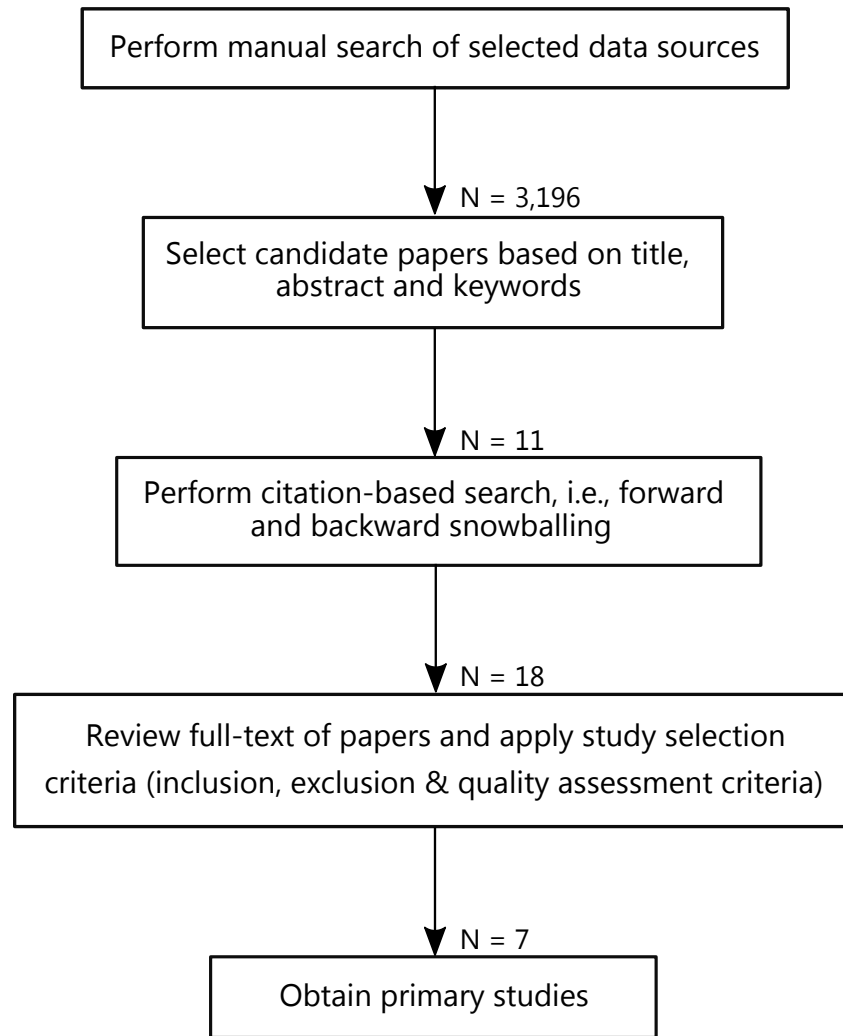 Perform manual search of selected data sources
N = 3,196
Select candidate papers based on title,
abstract and keywords
N = 11
Perform citation-based search, i.e., forward
and backward snowballing
N = 18
Review full-text of papers and apply study selection
criteria (inclusion, exclusion & quality assessment criteria)
N = 7
Obtain primary studies